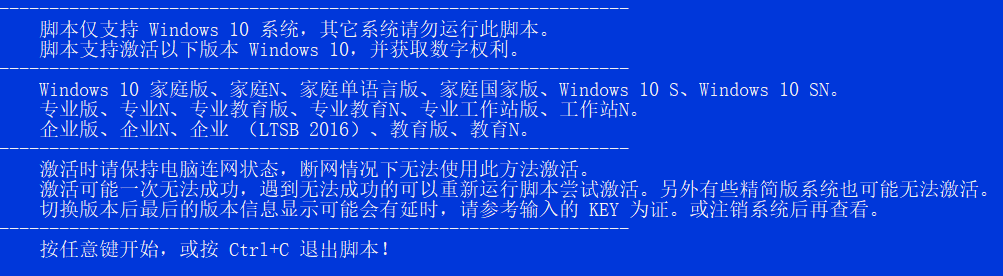 ---------------------------------------------------------------
脚本仅支持 Windows 10 系统，其它系统请勿运行此脚本。
脚本支持激活以下版本 Windows 10，并获取数字权利。
---------------------------------------------------------------
Windows 10 家庭版、家庭N、家庭单语言版、家庭国家版、Windows 10 S、Windows 10 SN。
专业版、专业N、专业教育版、专业教育N、专业工作站版、工作站N。
企业版、企业N、企业 （LTSB 2016）、教育版、教育N。
---------------------------------------------------------------
激活时请保持电脑连网状态，断网情况下无法使用此方法激活。
激活可能一次无法成功，遇到无法成功的可以重新运行脚本尝试激活。另外有些精简版系统也可能无法激活。
切换版本后最后的版本信息显示可能会有延时，请参考输入的 KEY 为证。或注销系统后再查看。
---------------------------------------------------------------
按任意键开始，或按 Ctrl+C 退出脚本！